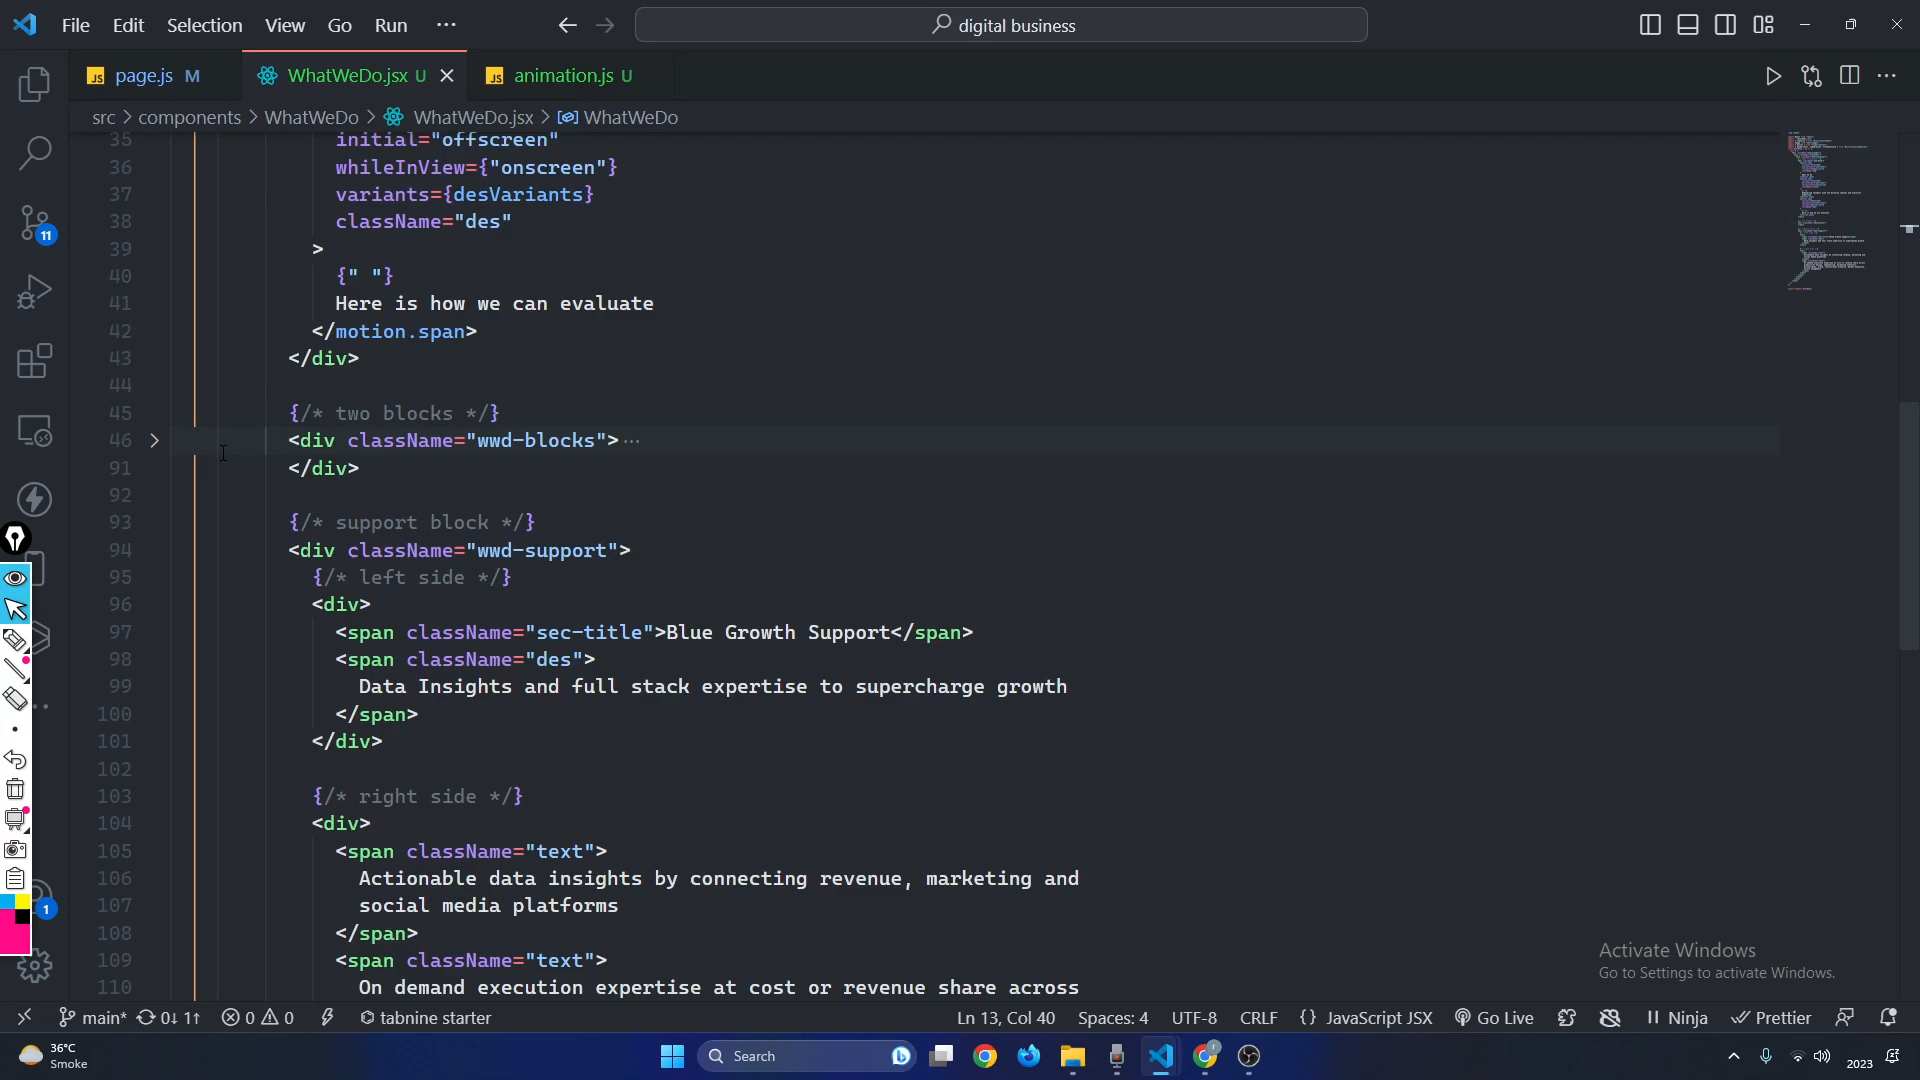 File Edit Selection View Go Run ···
digital business
JS page.js M
WhatWeDo.jsx U
JS animation.js U
src > components > WhatWeDo > WhatWeDo.jsx > WhatWeDo
35 initial="offscreen"
36 whileInView={"onscreen"}
37 variants={desVariants}
38 className="des"
39 >
40 {" "}
41 Here is how we can evaluate
42 </motion.span>
43 </div>
44
45 {/* two blocks */}
46 <div className="wwd-blocks">···
91 </div>
92
93 {/* support block */}
94 <div className="wwd-support">
95 {/* left side */}
96 <div>
97 <span className="sec-title">Blue Growth Support</span>
98 <span className="des">
99 Data Insights and full stack expertise to supercharge growth
100 </span>
101 </div>
102
103 {/* right side */}
104 <div>
105 <span className="text">
106 Actionable data insights by connecting revenue, marketing and
107 social media platforms
108 </span>
109 <span className="text">
110 On demand execution expertise at cost or revenue share across
11
1
Activate Windows
Go to Settings to activate Windows.
main* 0↓ 1↑ 0 0 tabnine starter
Ln 13, Col 40 Spaces: 4 UTF-8 CRLF {} JavaScript JSX Go Live Ninja Prettier
36°C
Smoke
Search
2023